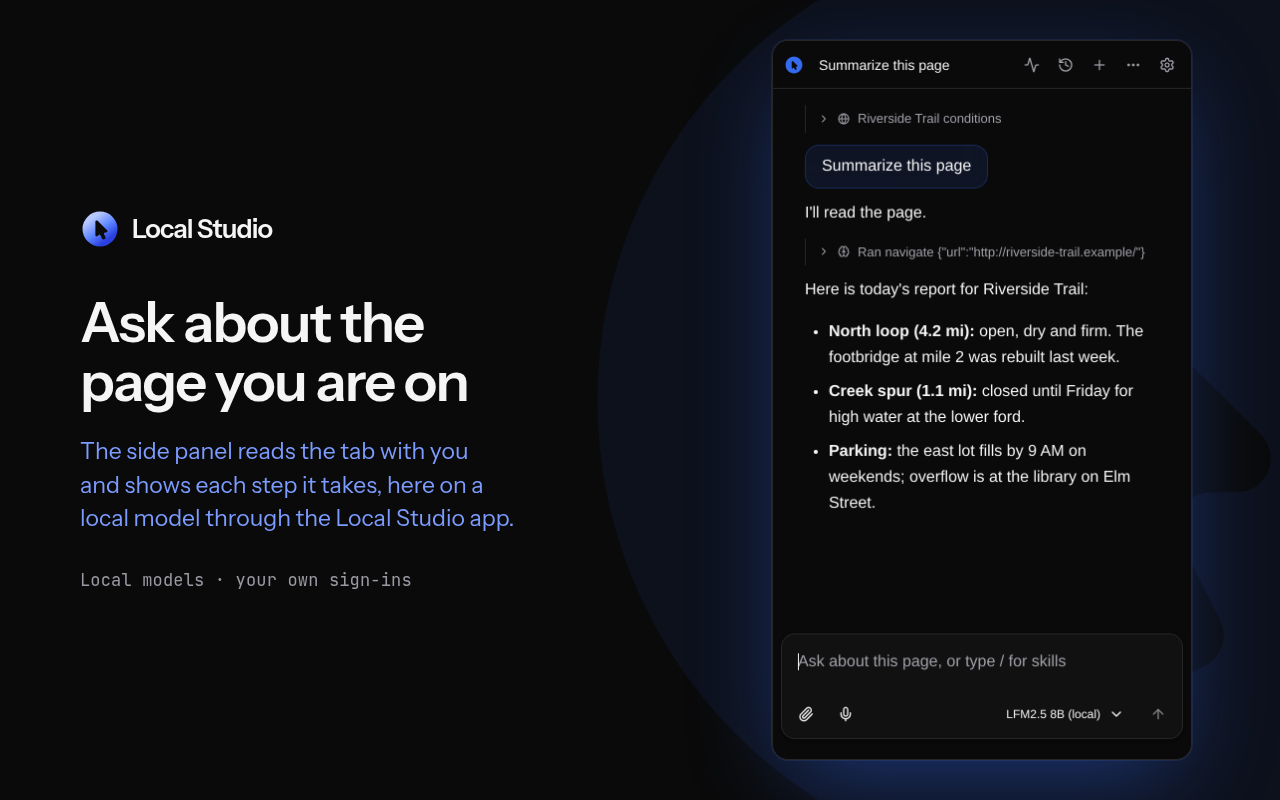 Local Studio
Ask about the
page you are on
The side panel reads the tab with you
and shows each step it takes, here on a
local model through the Local Studio app.
Local models · your own sign-ins
Summarize this page
Riverside Trail conditions
Summarize this page
I'll read the page.
Ran navigate {"url":"http://riverside-trail.example/"}
Here is today's report for Riverside Trail:
• North loop (4.2 mi): open, dry and firm. The
footbridge at mile 2 was rebuilt last week.
• Creek spur (1.1 mi): closed until Friday for
high water at the lower ford.
• Parking: the east lot fills by 9 AM on
weekends; overflow is at the library on Elm
Street.
Ask about this page, or type / for skills
LFM2.5 8B (local)